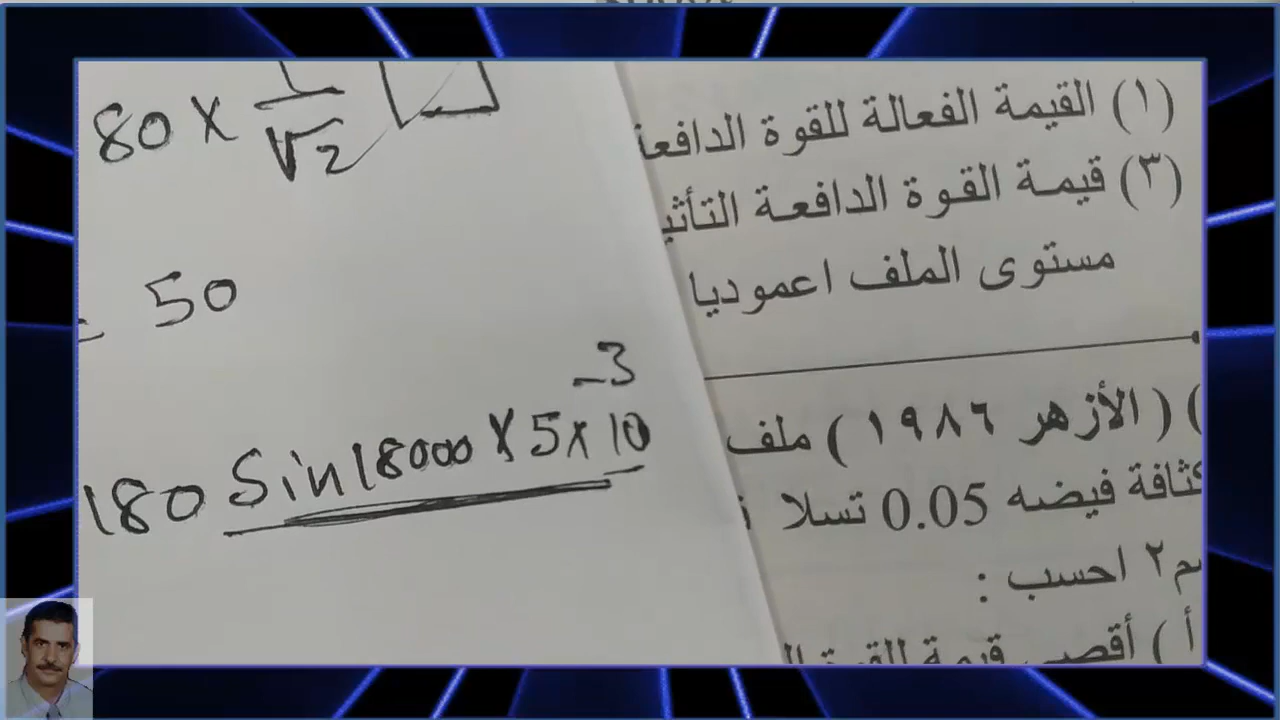 80 × 1/√2
= 50
180 Sin 18000 × 5 × 10^-3
(١) القيمة الفعالة للقوة الدافعة
(٣) قيمة القوة الدافعة
مستوى الملف اعموديا
( الأزهر ١٩٨٦ ) ملف
كثافة فيضه 0.05 تسلا
سم٢ احسب :
أ ) أقصى قيمة للقوة